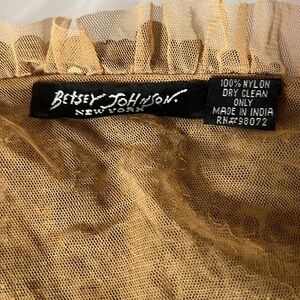 BETSEY JOHNSON.
NEW YORK
100% NYLON
DRY CLEAN
ONLY
MADE IN INDIA
RN# 98072